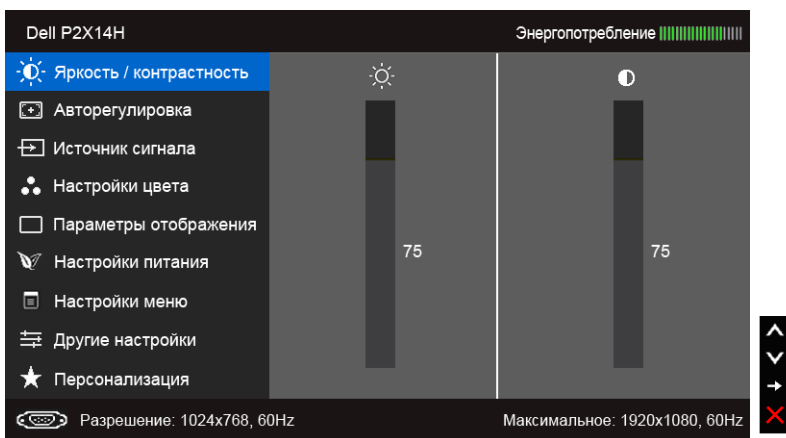 Dell P2X14H
Энергопотребление
Яркость / контрастность
Авторегулировка
Источник сигнала
Настройки цвета
Параметры отображения
Настройки питания
Настройки меню
Другие настройки
Персонализация
75
75
Разрешение: 1024x768, 60Hz
Максимальное: 1920x1080, 60Hz